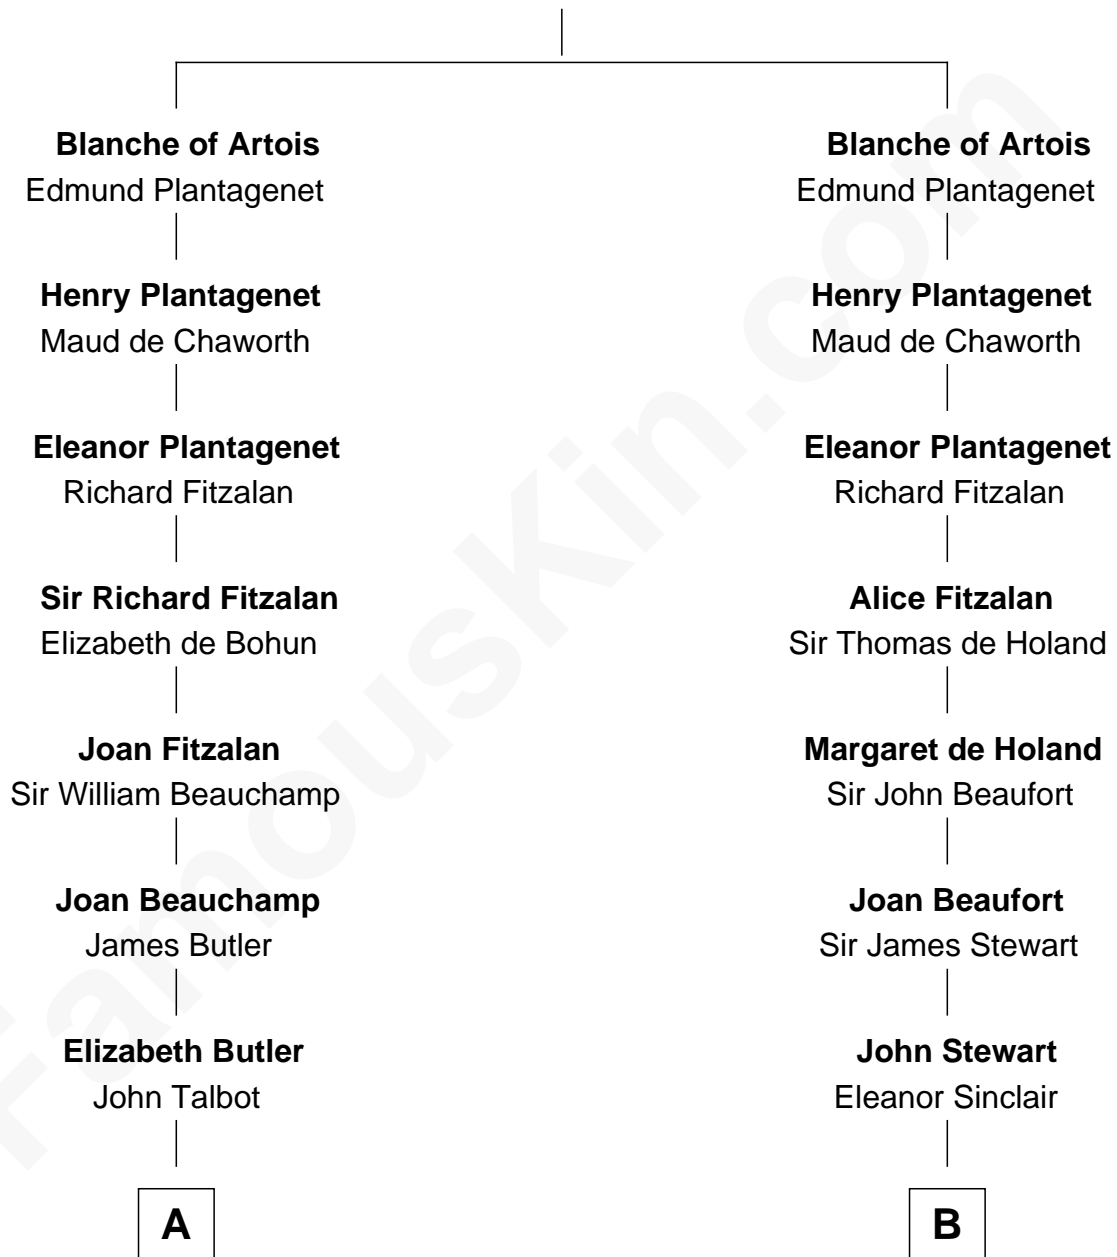 Blanche of Artois
Edmund Plantagenet
Henry Plantagenet
Maud de Chaworth
Eleanor Plantagenet
Richard Fitzalan
Sir Richard Fitzalan
Elizabeth de Bohun
Joan Fitzalan
Sir William Beauchamp
Joan Beauchamp
James Butler
Elizabeth Butler
John Talbot
A
Blanche of Artois
Edmund Plantagenet
Henry Plantagenet
Maud de Chaworth
Eleanor Plantagenet
Richard Fitzalan
Alice Fitzalan
Sir Thomas de Holand
Margaret de Holand
Sir John Beaufort
Joan Beaufort
Sir James Stewart
John Stewart
Eleanor Sinclair
B
FamousKin.com